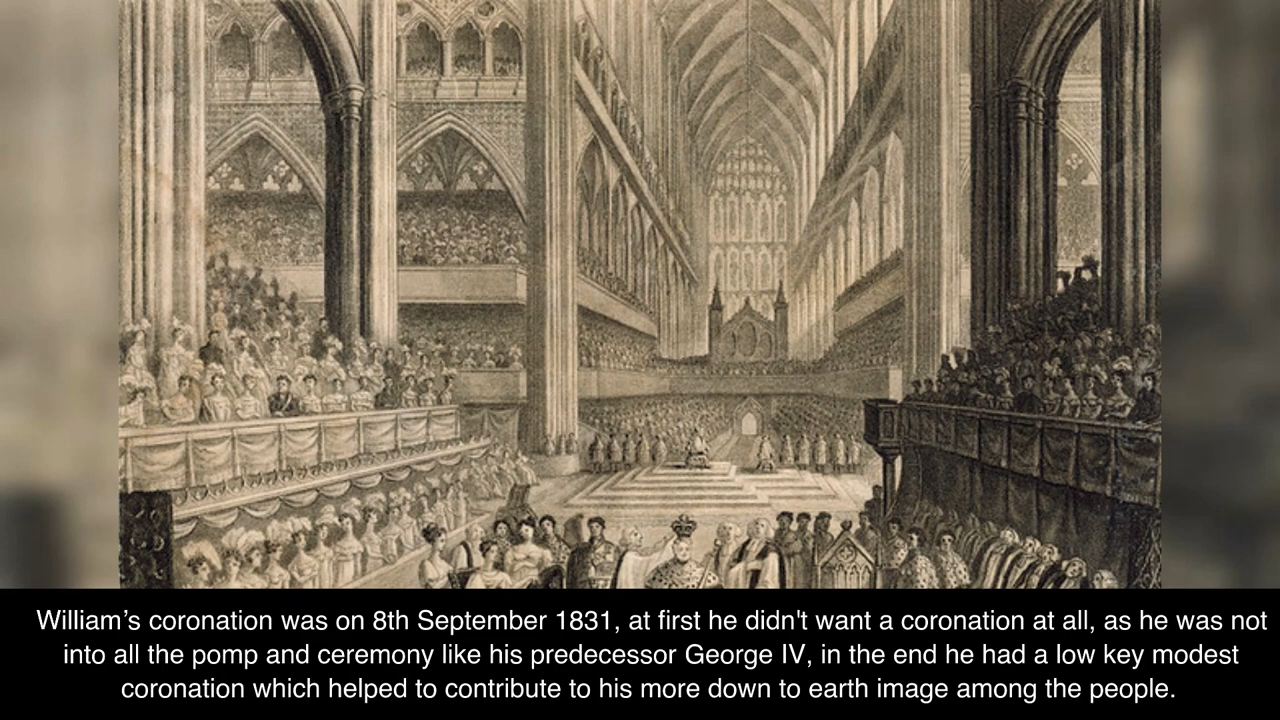 William’s coronation was on 8th September 1831, at first he didn't want a coronation at all, as he was not
into all the pomp and ceremony like his predecessor George IV, in the end he had a low key modest
coronation which helped to contribute to his more down to earth image among the people.